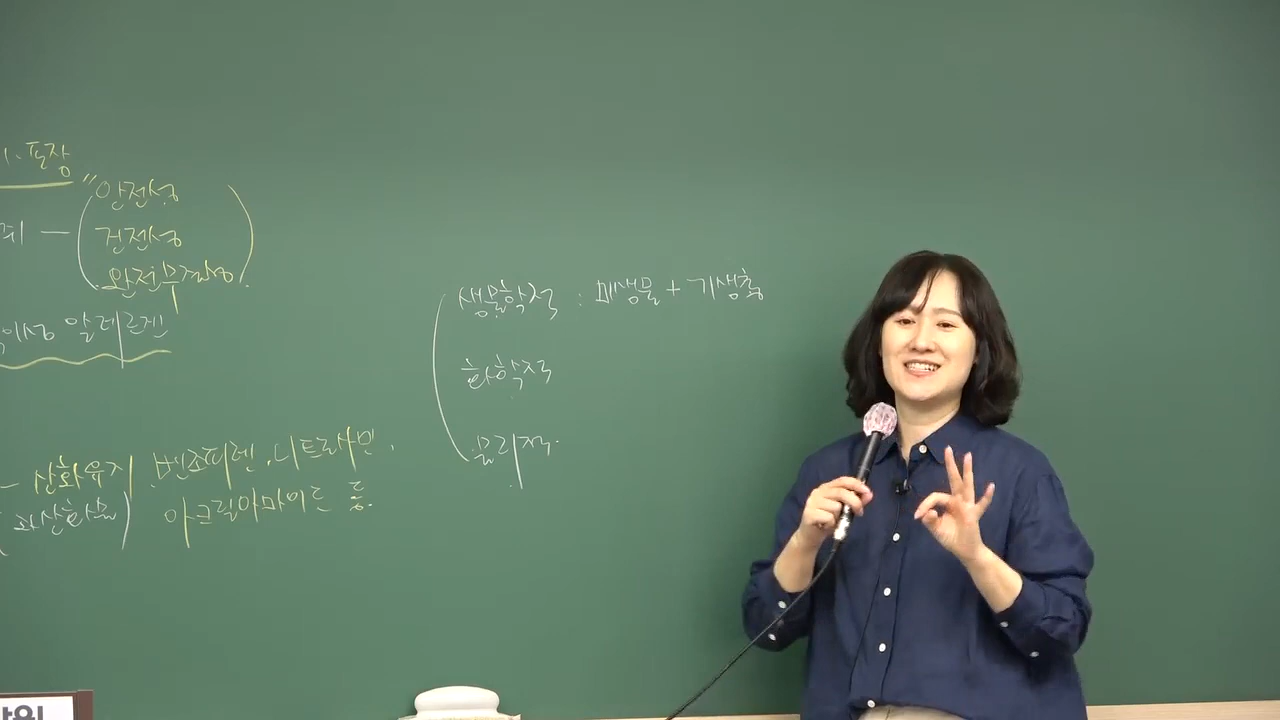 1. 포장
"안전성
건전성
완전무결성
알레르겐
산화유지 벤조피렌, 니트로사민,
과산화물 아크릴아마이드 등.
생물학적 : 미생물 + 기생충
화학적
물리적